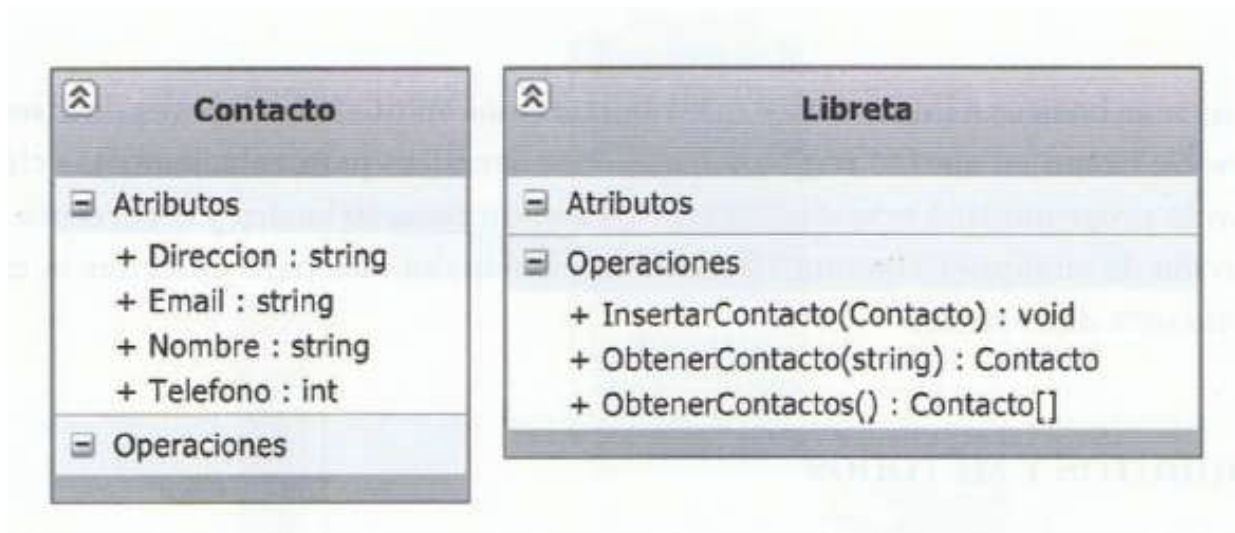 Contacto
Atributos
+ Direccion : string
+ Email : string
+ Nombre : string
+ Telefono : int
Operaciones
Libreta
Atributos
Operaciones
+ InsertarContacto(Contacto) : void
+ ObtenerContacto(string) : Contacto
+ ObtenerContactos() : Contacto[]